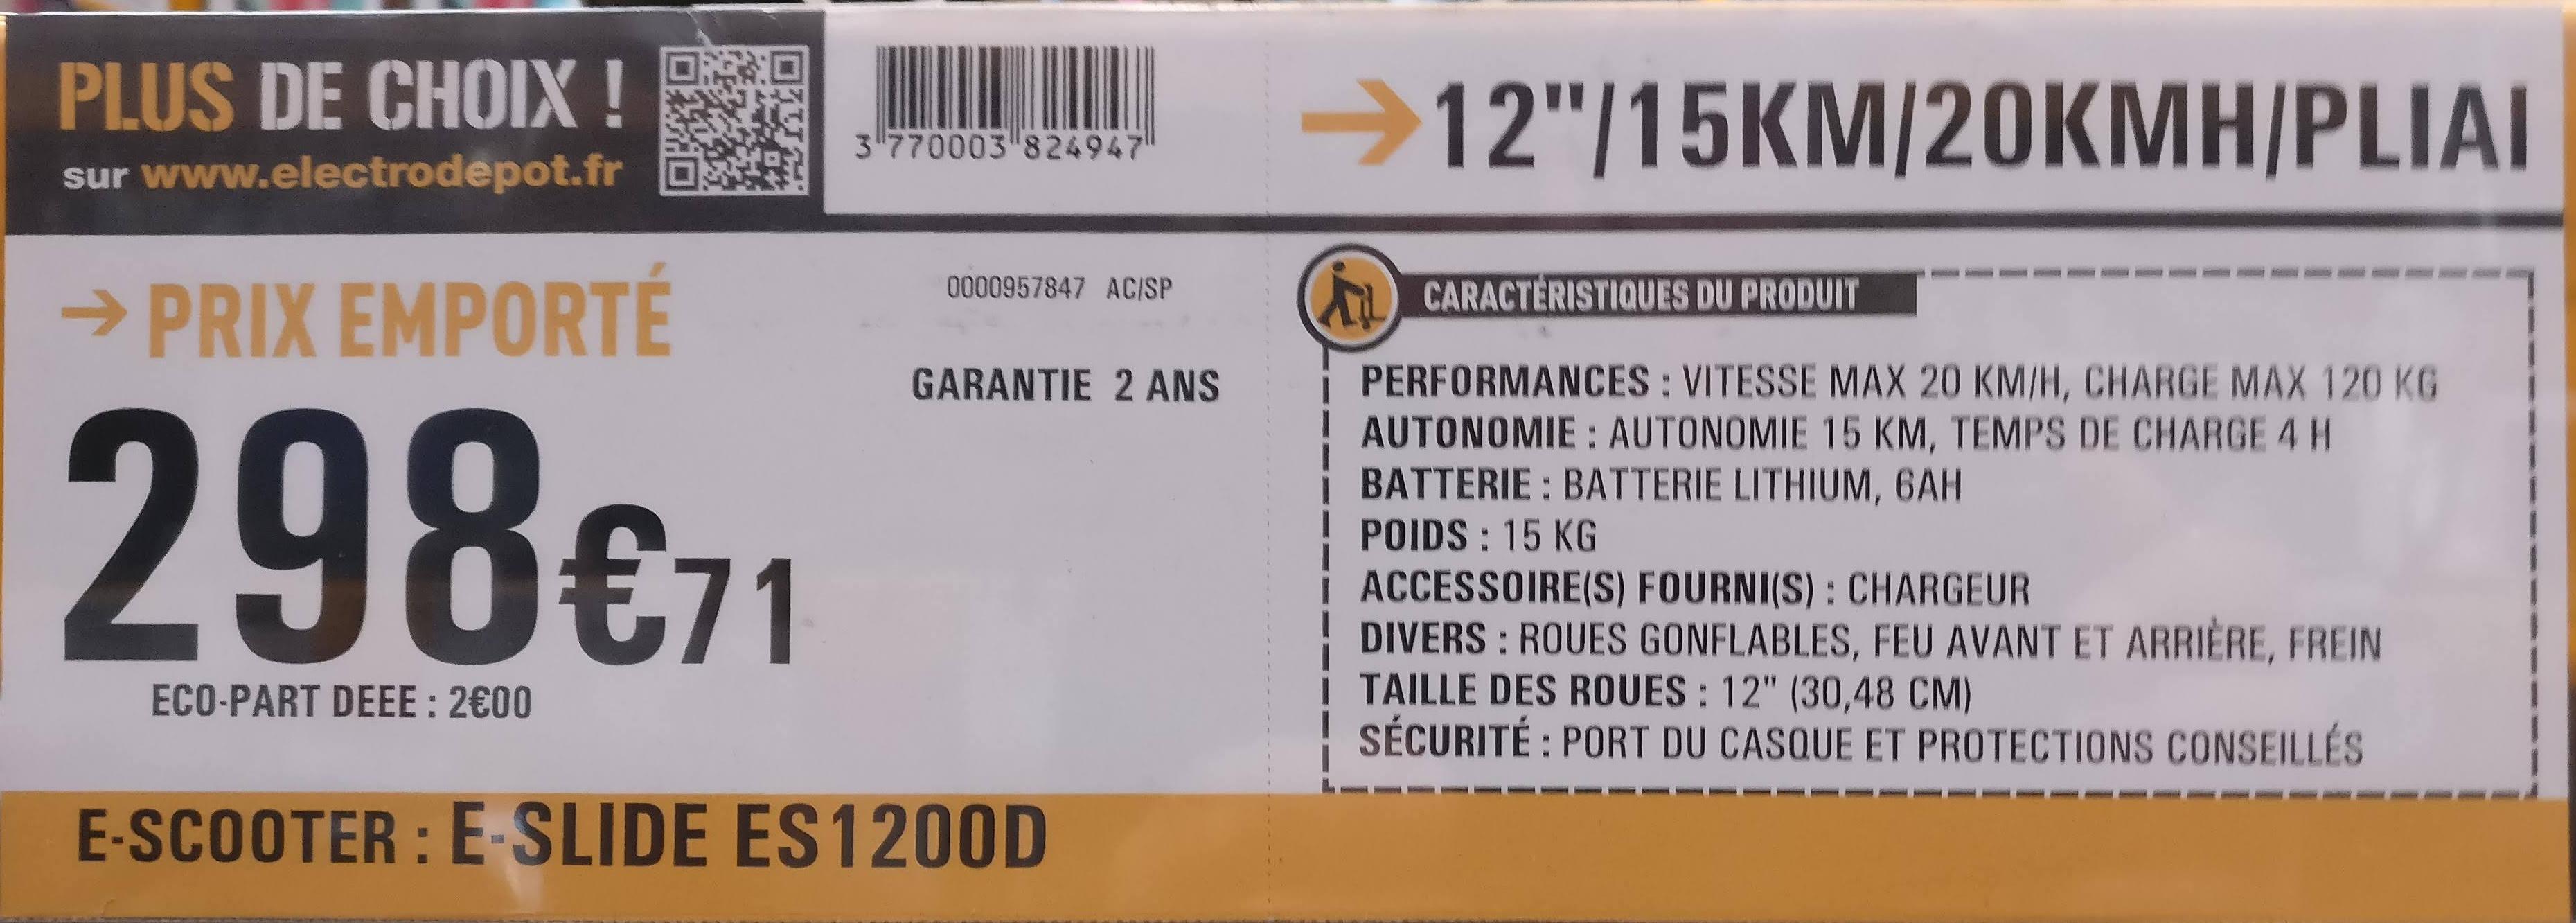 PLUS DE CHOIX !
sur www.electrodepot.fr
3 770003 824947
12"/15KM/20KMH/PLIAI
PRIX EMPORTÉ
0000957847 AC/SP
GARANTIE 2 ANS
298€71
ECO-PART DEEE : 2€00
CARACTÉRISTIQUES DU PRODUIT
PERFORMANCES : VITESSE MAX 20 KM/H, CHARGE MAX 120 KG
AUTONOMIE : AUTONOMIE 15 KM, TEMPS DE CHARGE 4 H
BATTERIE : BATTERIE LITHIUM, 6AH
POIDS : 15 KG
ACCESSOIRE(S) FOURNI(S) : CHARGEUR
DIVERS : ROUES GONFLABLES, FEU AVANT ET ARRIÈRE, FREIN
TAILLE DES ROUES : 12" (30,48 CM)
SÉCURITÉ : PORT DU CASQUE ET PROTECTIONS CONSEILLÉS
E-SCOOTER : E-SLIDE ES1200D